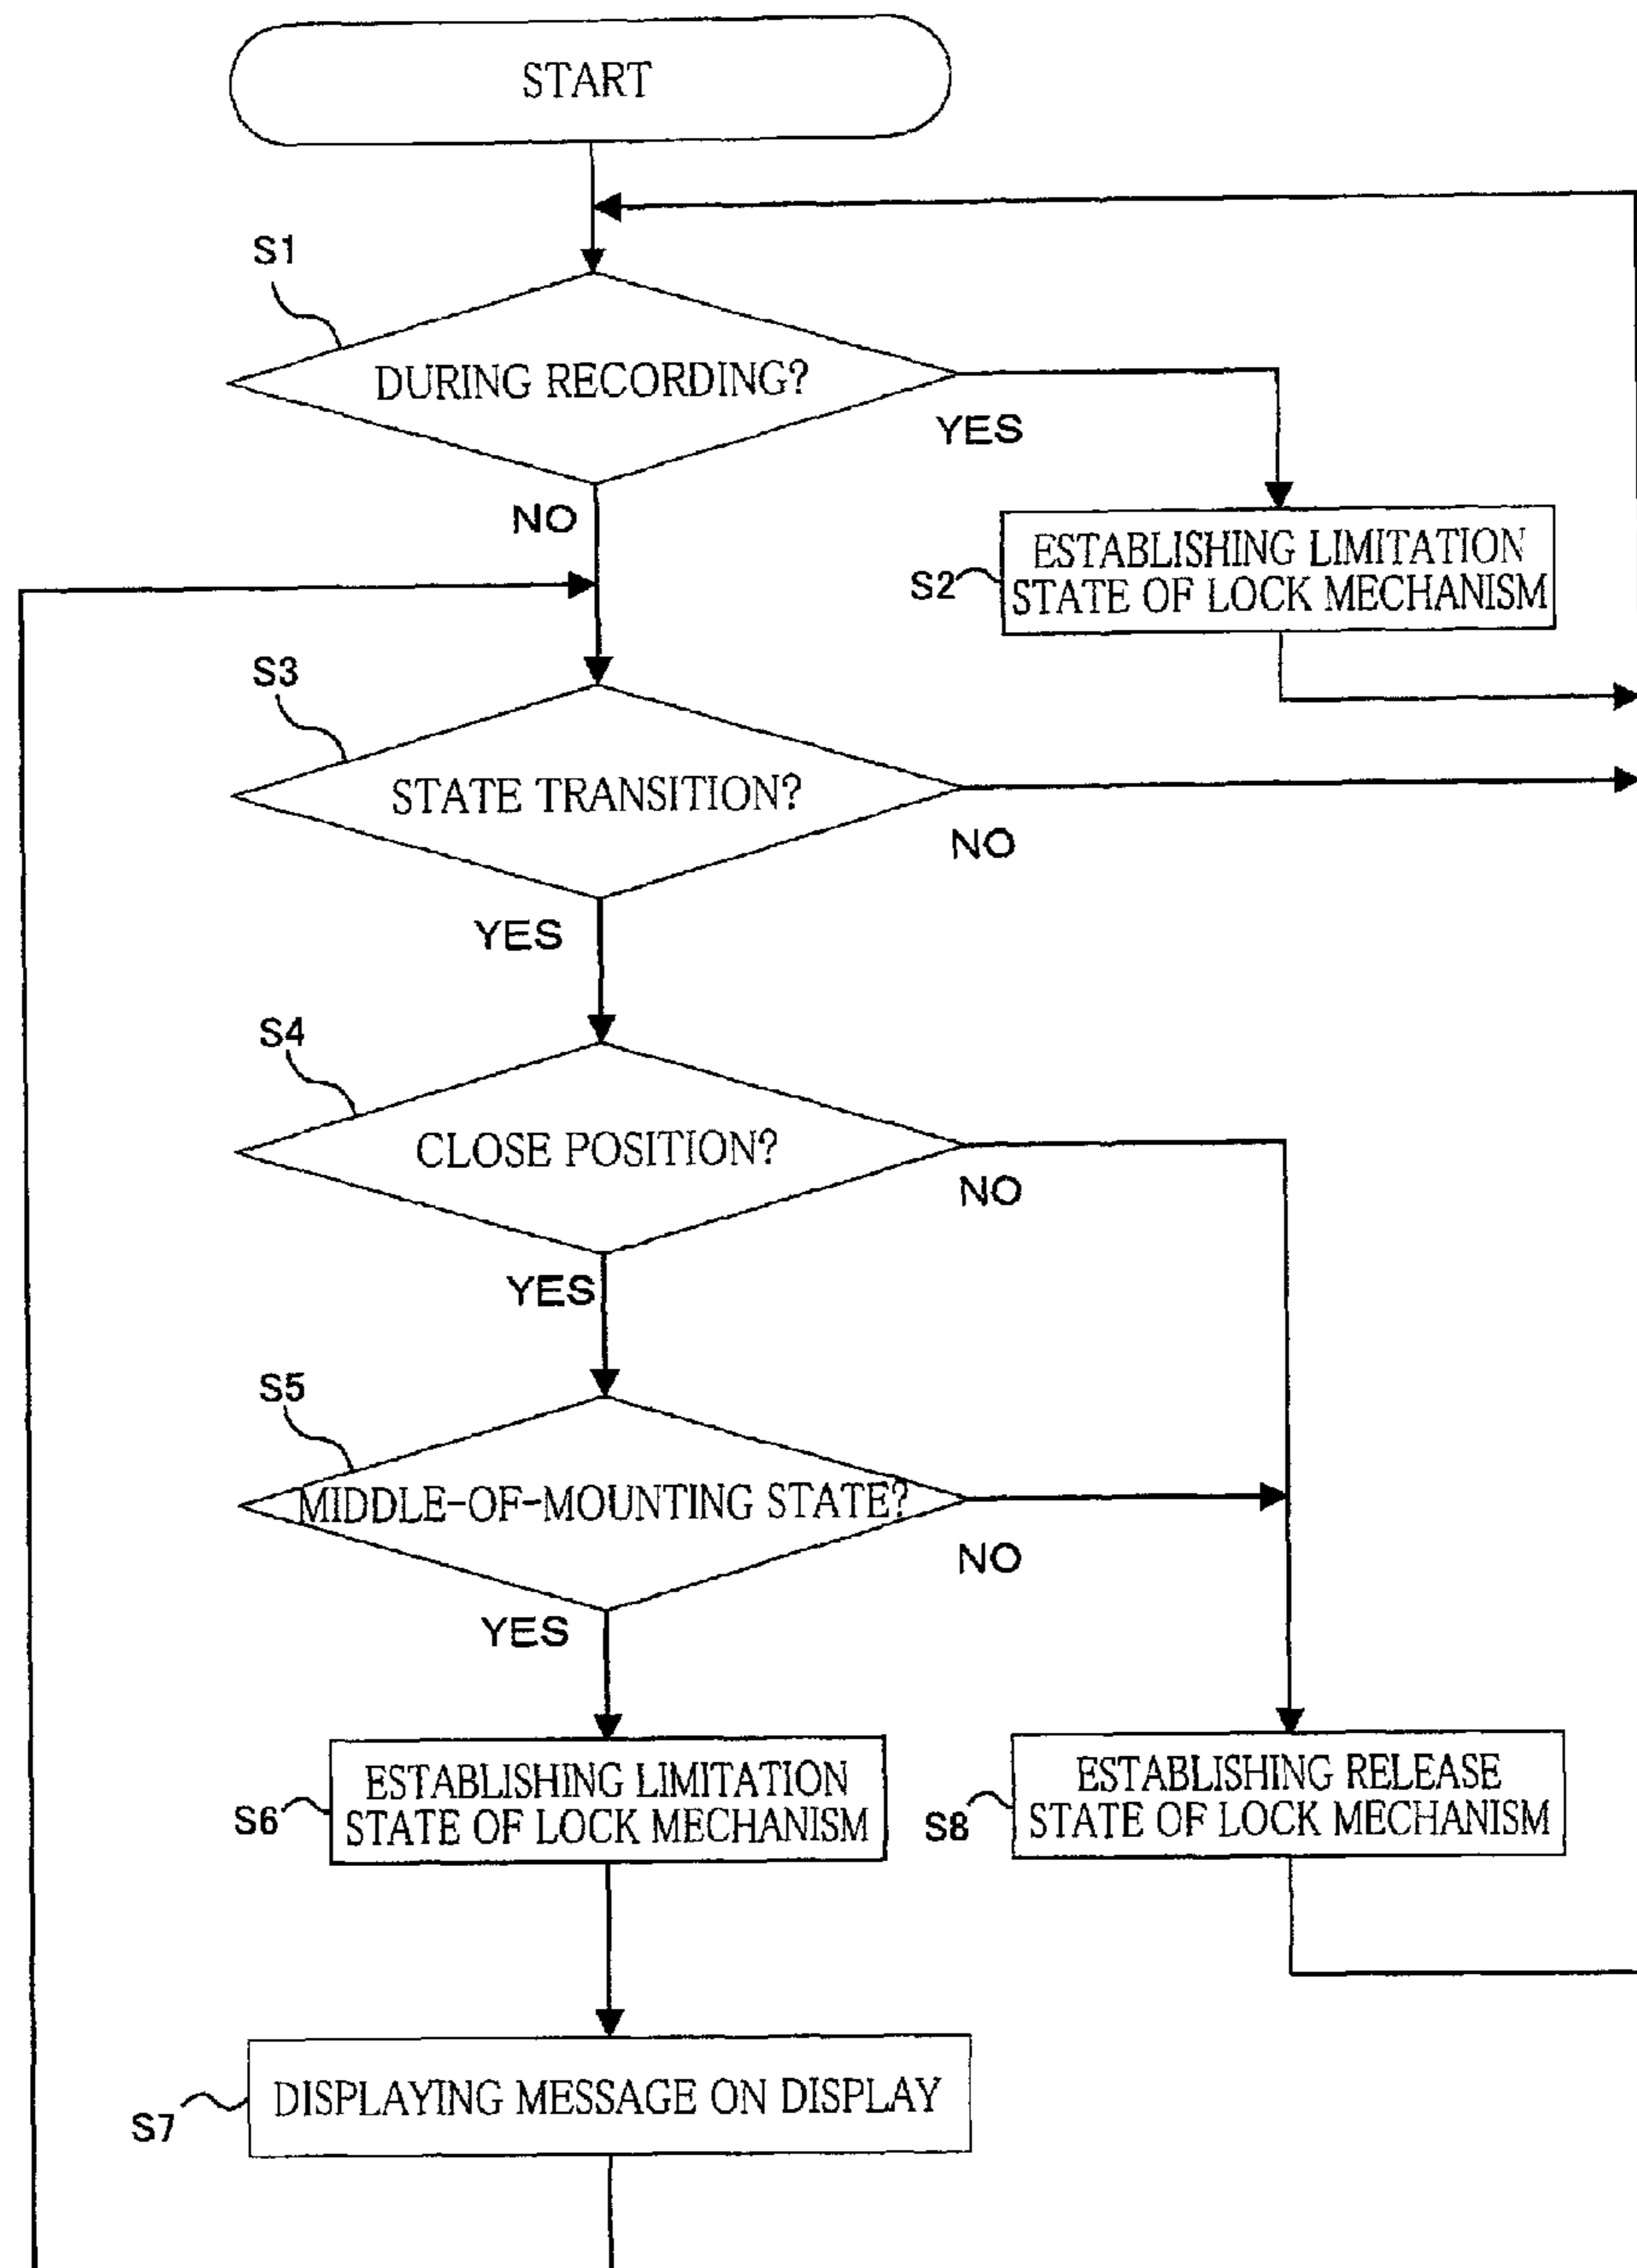 START
S1
DURING RECORDING?
YES
NO
ESTABLISHING LIMITATION
STATE OF LOCK MECHANISM
S2
S3
STATE TRANSITION?
NO
YES
S4
CLOSE POSITION?
NO
YES
S5
MIDDLE-OF-MOUNTING STATE?
NO
YES
ESTABLISHING LIMITATION
STATE OF LOCK MECHANISM
S6
ESTABLISHING RELEASE
STATE OF LOCK MECHANISM
S8
DISPLAYING MESSAGE ON DISPLAY
S7